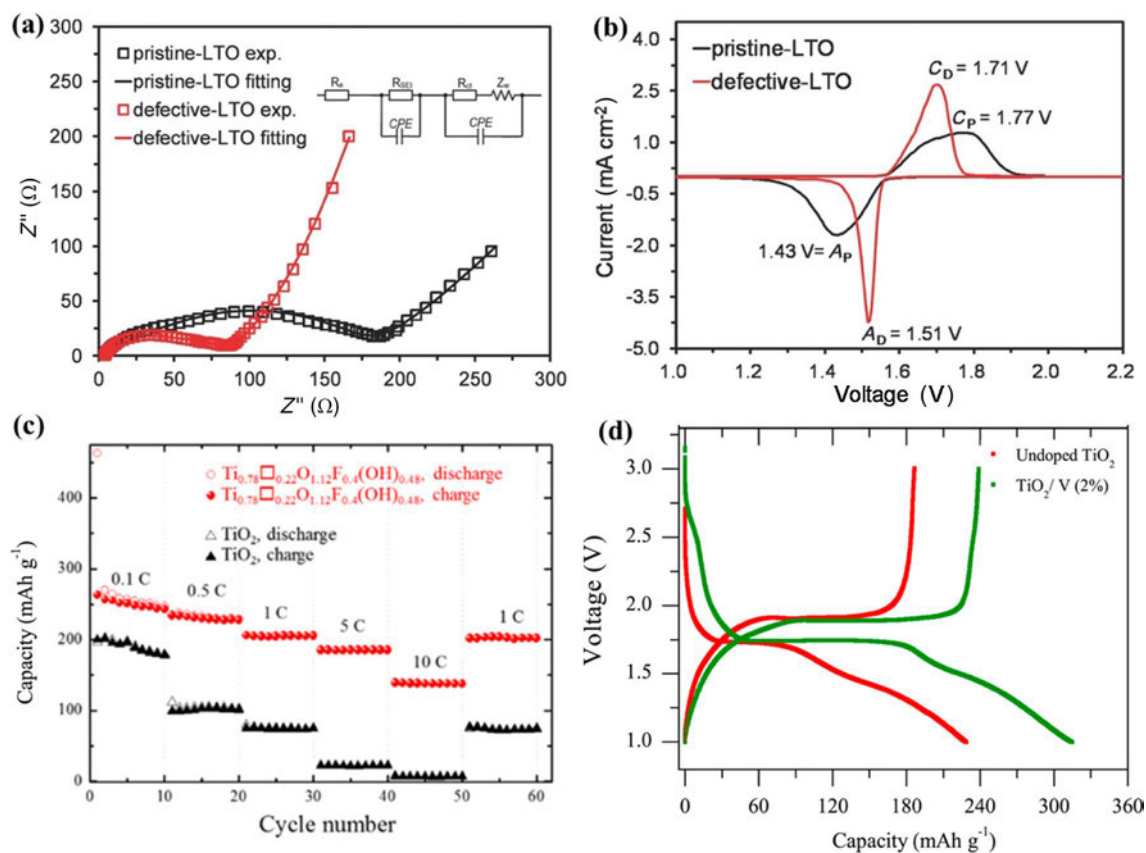 (a)
300
250
200
150
100
50
0
Z" (Ω)
pristine-LTO exp.
pristine-LTO fitting
defective-LTO exp.
defective-LTO fitting
Re
RSEI
Rct
Zw
CPE
CPE
0 50 100 150 200 250 300
Z" (Ω)
(b)
4.5
2.5
0.5
-0.5
-2.0
-3.5
-5.0
Current (mA cm-2)
pristine-LTO
defective-LTO
CD = 1.71 V
CP = 1.77 V
1.43 V= AP
AD = 1.51 V
1.0 1.2 1.4 1.6 1.8 2.0 2.2
Voltage (V)
(c)
400
300
200
100
0
Capacity (mAh g-1)
Ti0.78□0.22O1.12F0.4(OH)0.48, discharge
Ti0.78□0.22O1.12F0.4(OH)0.48, charge
TiO2, discharge
TiO2, charge
0.1 C
0.5 C
1 C
5 C
10 C
1 C
0 10 20 30 40 50 60
Cycle number
(d)
3.0
2.5
2.0
1.5
1.0
Voltage (V)
Undoped TiO2
TiO2/ V (2%)
0 60 120 180 240 300 360
Capacity (mAh g-1)